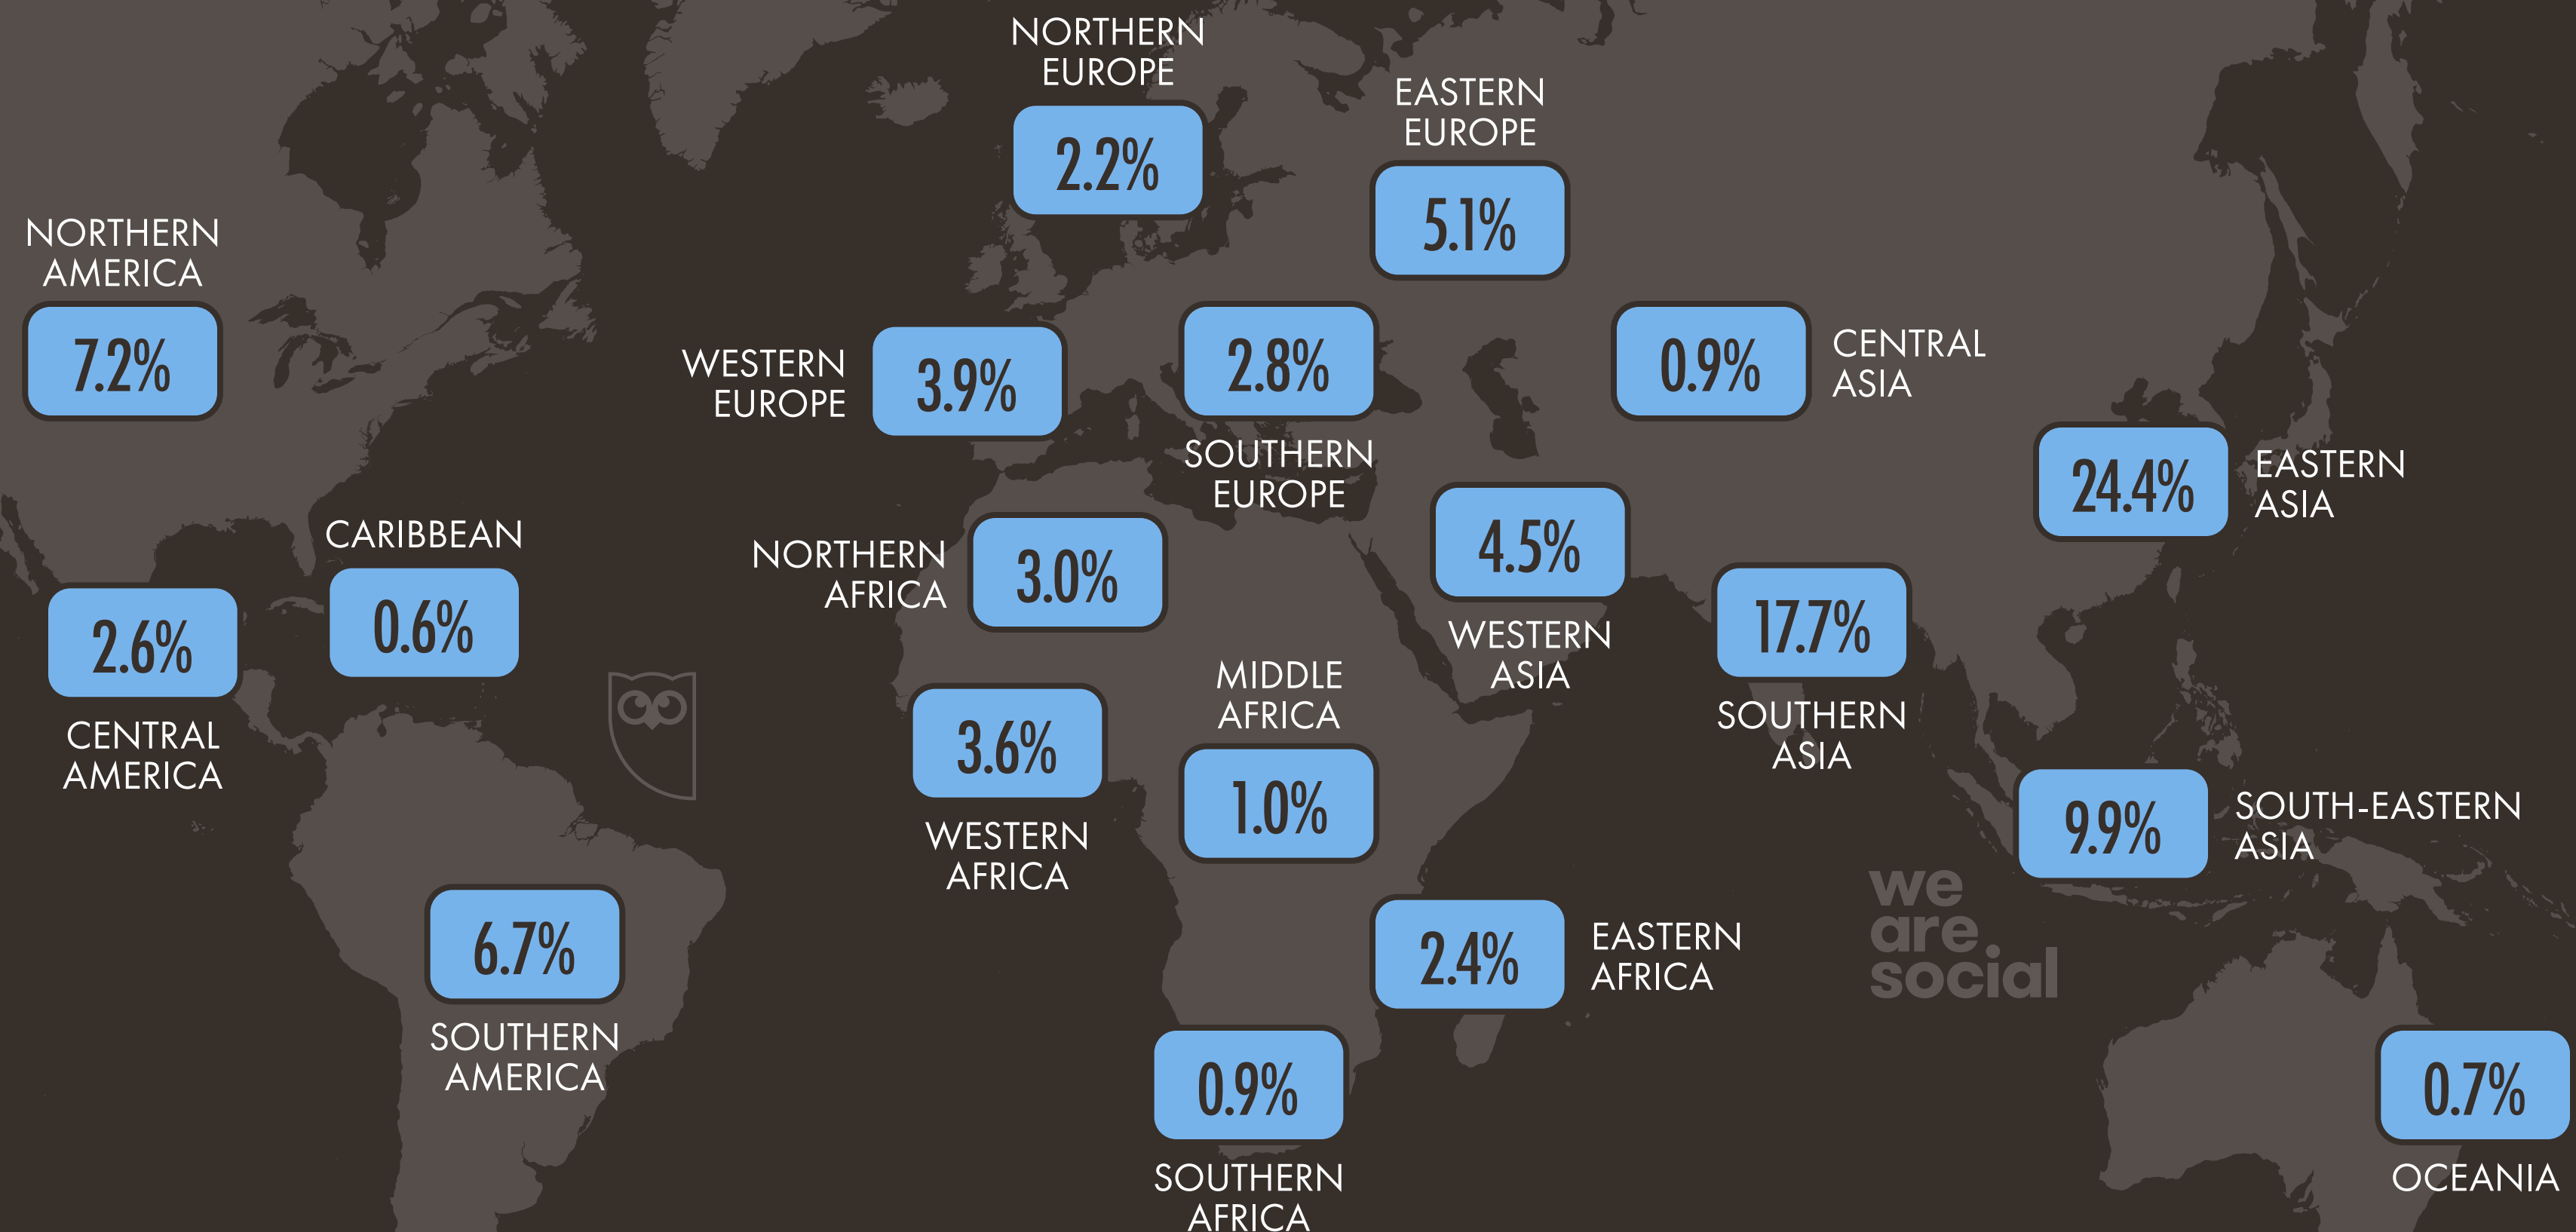 NORTHERN
EUROPE
2.2%
EASTERN
EUROPE
5.1%
NORTHERN
AMERICA
7.2%
WESTERN
EUROPE
3.9%
2.8%
SOUTHERN
EUROPE
0.9%
CENTRAL
ASIA
24.4%
EASTERN
ASIA
CARIBBEAN
0.6%
NORTHERN
AFRICA
3.0%
4.5%
WESTERN
ASIA
17.7%
SOUTHERN
ASIA
2.6%
CENTRAL
AMERICA
3.6%
WESTERN
AFRICA
MIDDLE
AFRICA
1.0%
9.9%
SOUTH-EASTERN
ASIA
6.7%
SOUTHERN
AMERICA
2.4%
EASTERN
AFRICA
we
are.
social
0.9%
SOUTHERN
AFRICA
0.7%
OCEANIA